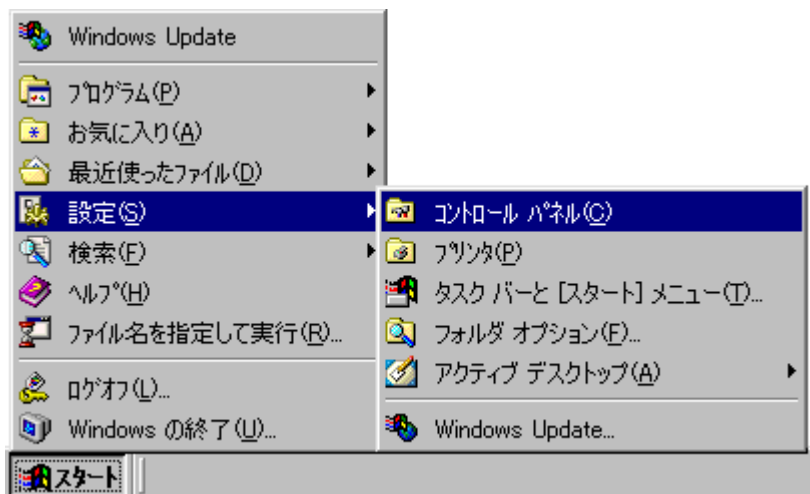 Windows Update
プログラム(P)
お気に入り(A)
最近使ったファイル(D)
設定(S)
検索(F)
ヘルプ(H)
ファイル名を指定して実行(R)...
ログオフ(L)...
Windows の終了(U)...
スタート
コントロール パネル(C)
プリンタ(P)
タスク バーと [スタート] メニュー(T)...
フォルダ オプション(F)...
アクティブ デスクトップ(A)
Windows Update...